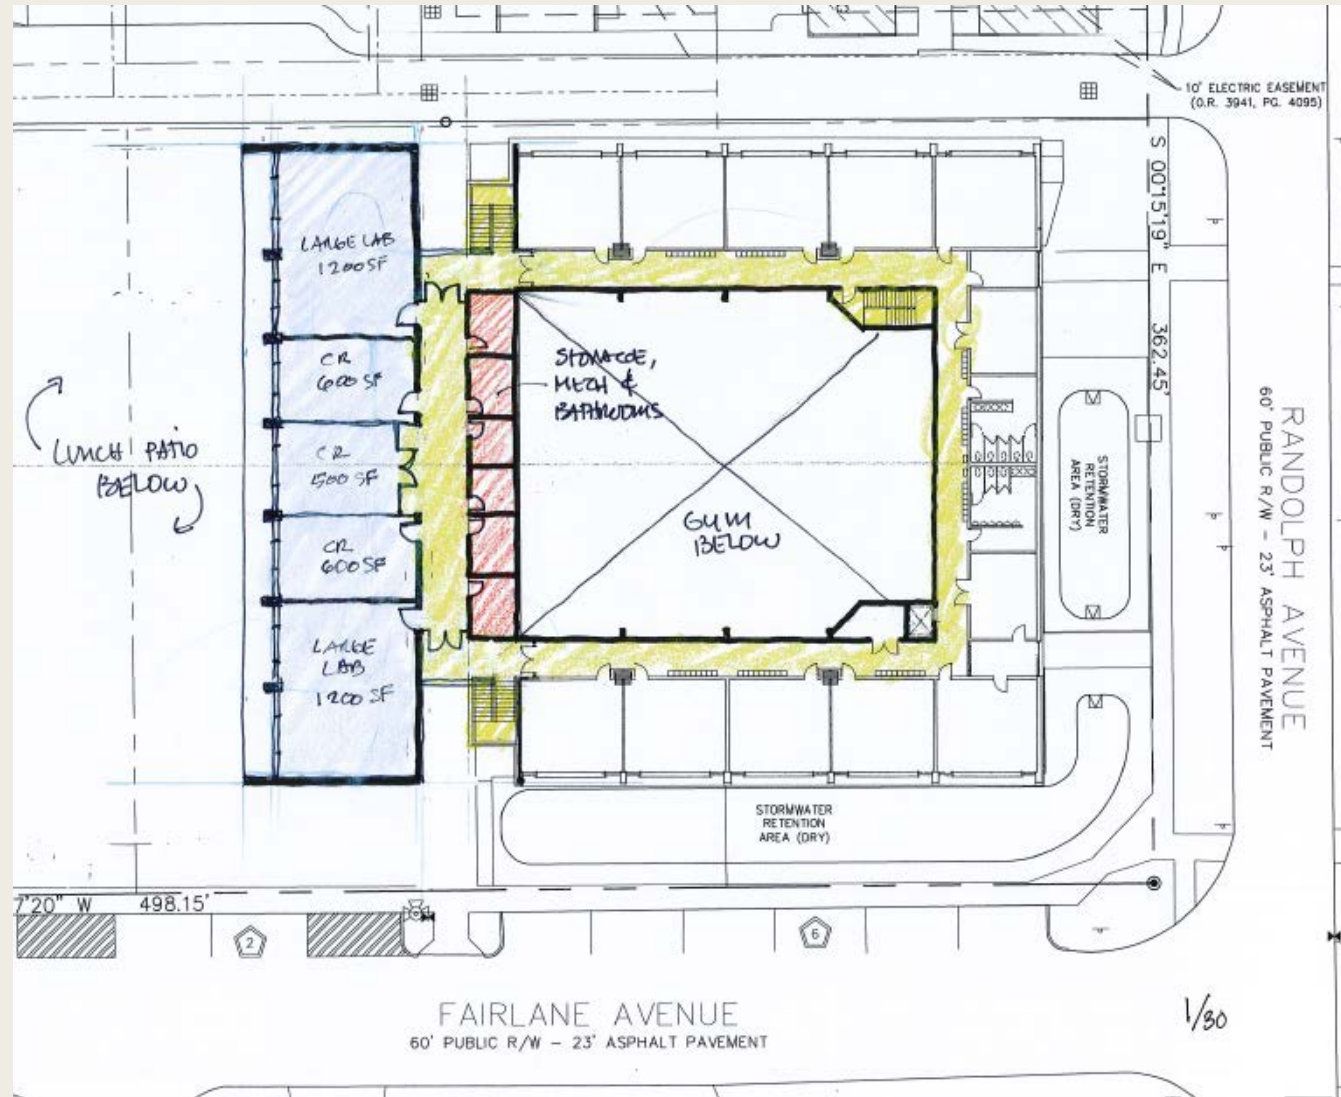 10' ELECTRIC EASEMENT
(O.R. 3941, PG. 4095)
S 00°15'19" E 362.45'
LARGE LAB
1200 SF
CR
600 SF
CR
500 SF
CR
600 SF
LARGE
LAB
1200 SF
LUNCH PATIO
BELOW
STORAGE,
MECH &
BATHROOMS
GYM
BELOW
STORMWATER
RETENTION
AREA (DRY)
RANDOLPH AVENUE
60' PUBLIC R/W - 23' ASPHALT PAVEMENT
STORMWATER
RETENTION
AREA (DRY)
7'20" W 498.15'
2
6
FAIRLANE AVENUE
60' PUBLIC R/W - 23' ASPHALT PAVEMENT
1/30